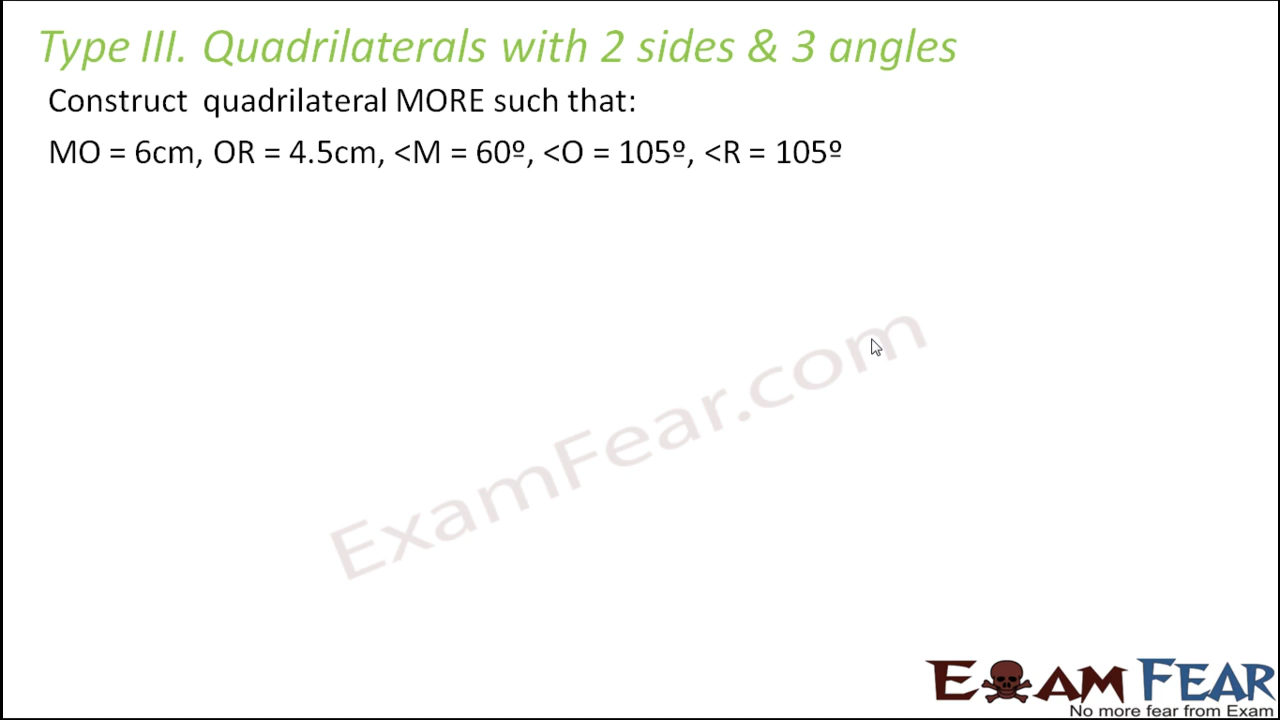 Type III. Quadrilaterals with 2 sides & 3 angles
Construct quadrilateral MORE such that:
MO = 6cm, OR = 4.5cm, <M = 60º, <O = 105º, <R = 105º
ExamFear.com
EXAM FEAR
No more fear from Exam